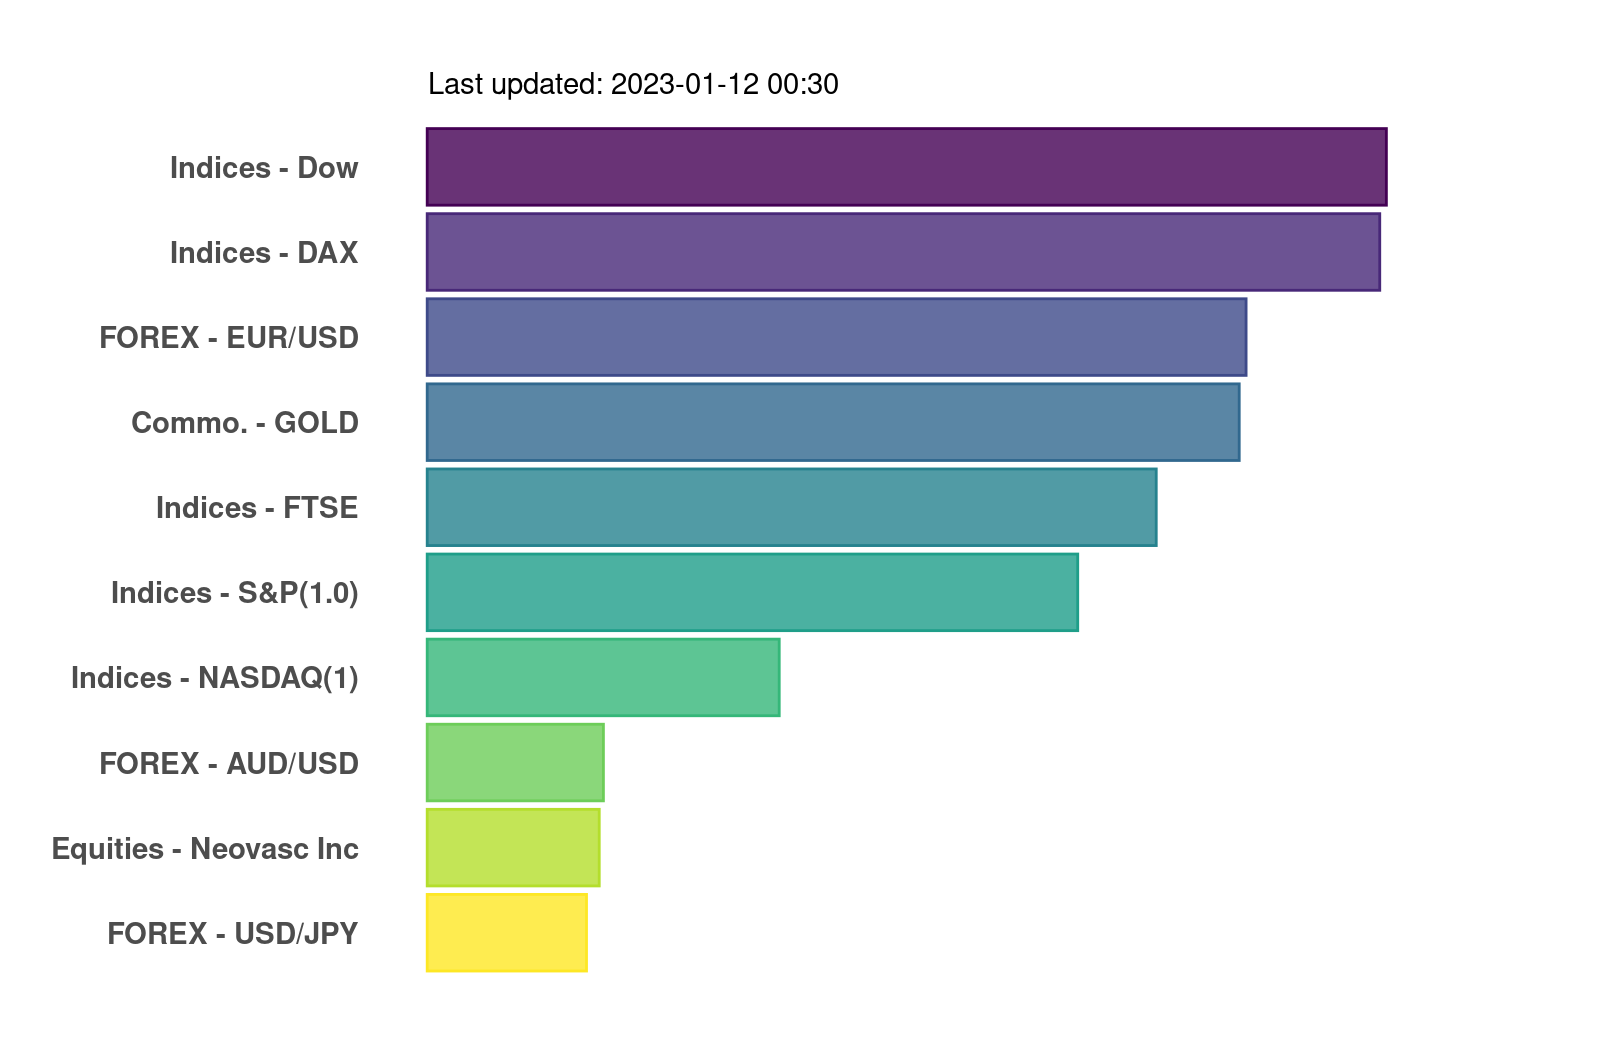 Last updated: 2023-01-12 00:30
Indices - Dow
Indices - DAX
FOREX - EUR/USD
Commo. - GOLD
Indices - FTSE
Indices - S&P(1.0)
Indices - NASDAQ(1)
FOREX - AUD/USD
Equities - Neovasc Inc
FOREX - USD/JPY